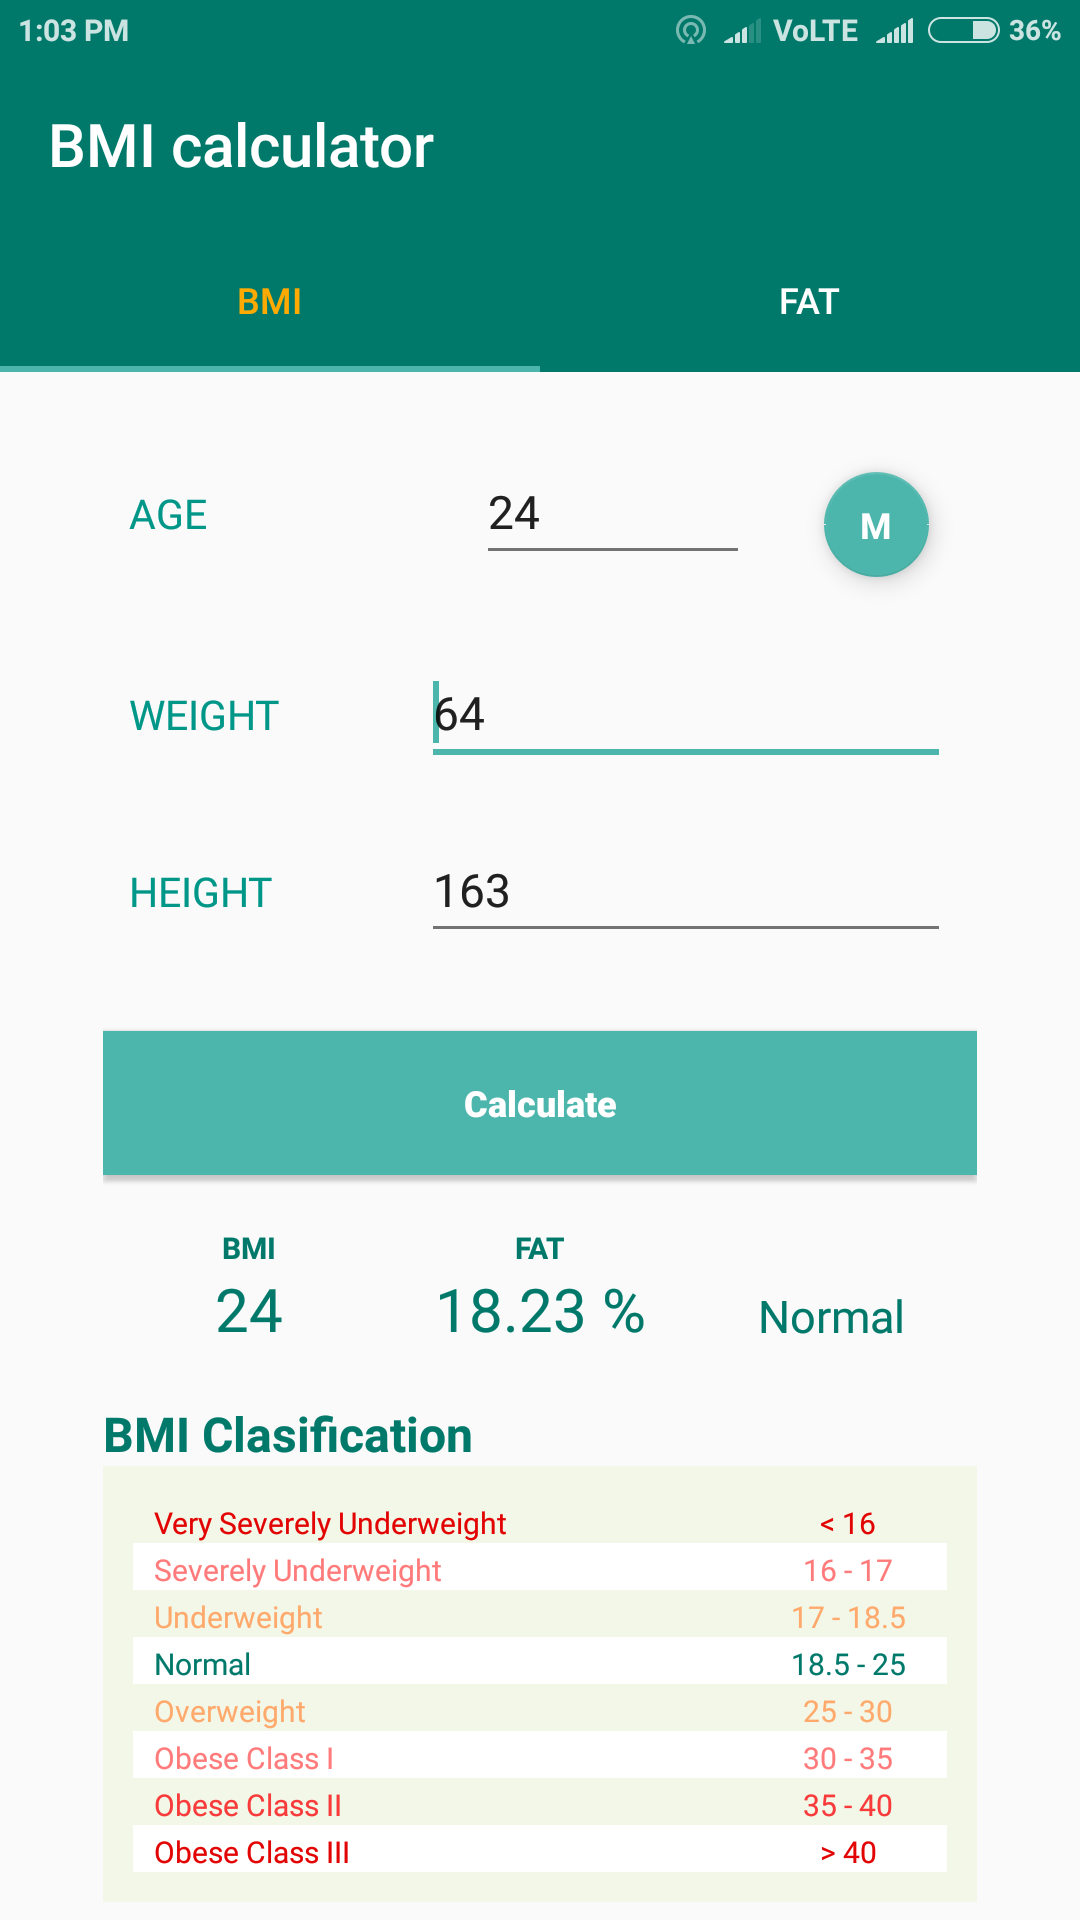 1:03 PM VoLTE 36%
BMI calculator
BMI FAT
AGE 24 M
WEIGHT 64
HEIGHT 163
Calculate
BMI FAT
24 18.23 % Normal
BMI Clasification
Very Severely Underweight < 16
Severely Underweight 16 - 17
Underweight 17 - 18.5
Normal 18.5 - 25
Overweight 25 - 30
Obese Class I 30 - 35
Obese Class II 35 - 40
Obese Class III > 40